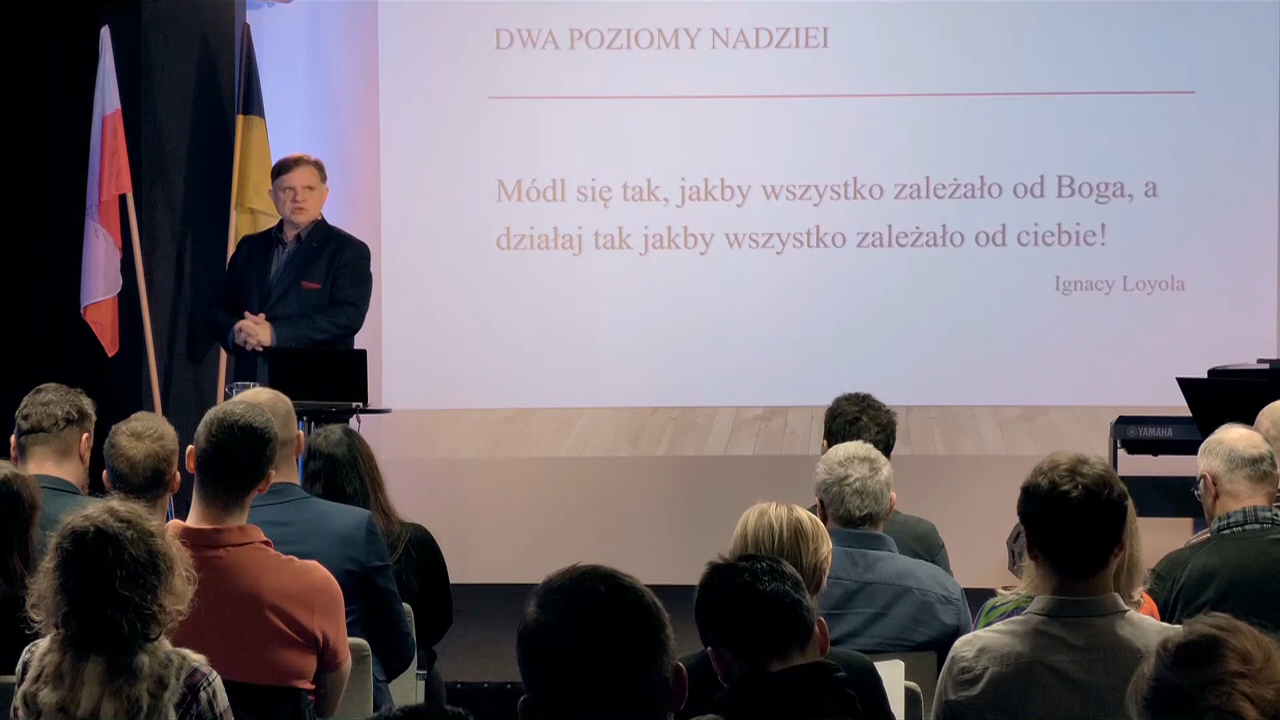 DWA POZIOMY NADZIEI
Módl się tak, jakby wszystko zależało od Boga, a
działaj tak jakby wszystko zależało od ciebie!
Ignacy Loyola
YAMAHA